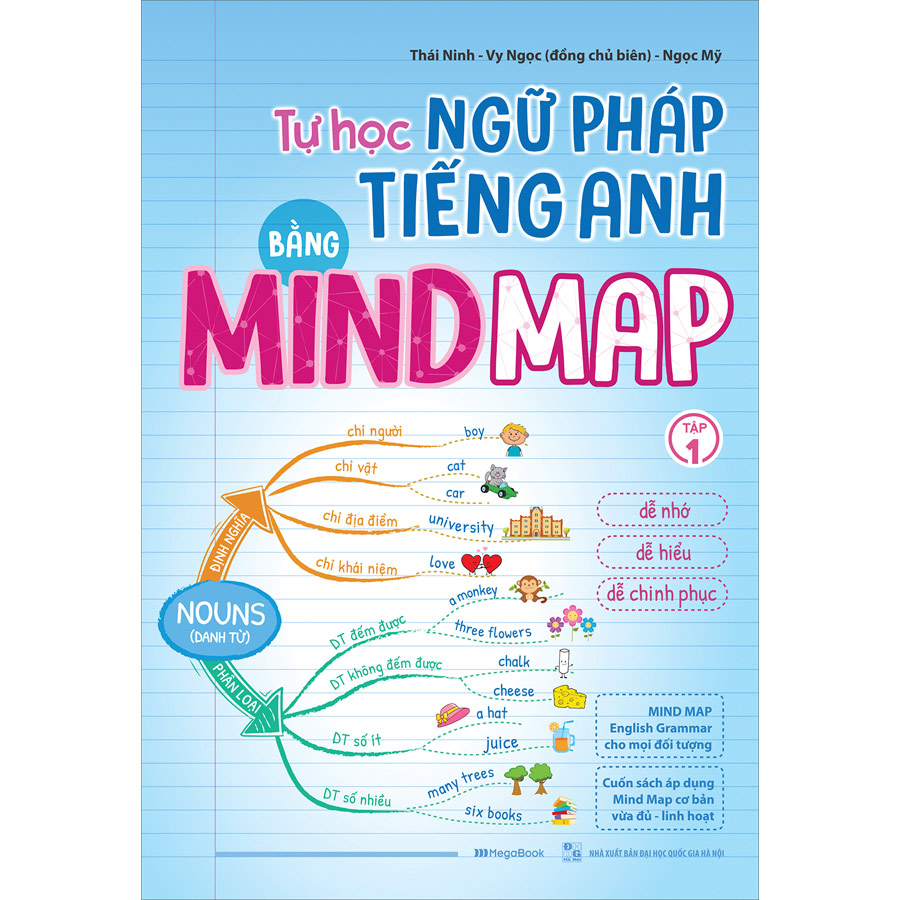 Thái Ninh - Vy Ngọc (đồng chủ biên) - Ngọc Mỹ
Tự học NGỮ PHÁP
TIẾNG ANH
BẰNG
MIND MAP
TẬP
1
chỉ người
boy
chỉ vật
cat
car
chỉ địa điểm
university
chỉ khái niệm
love
ĐỊNH NGHĨA
NOUNS
(DANH TỪ)
PHÂN LOẠI
DT đếm được
a monkey
three flowers
DT không đếm được
chalk
cheese
DT số ít
a hat
juice
DT số nhiều
many trees
six books
dễ nhớ
dễ hiểu
dễ chinh phục
MIND MAP
English Grammar
cho mọi đối tượng
Cuốn sách áp dụng
Mind Map cơ bản
vừa đủ - linh hoạt
MegaBook
NHÀ XUẤT BẢN ĐẠI HỌC QUỐC GIA HÀ NỘI